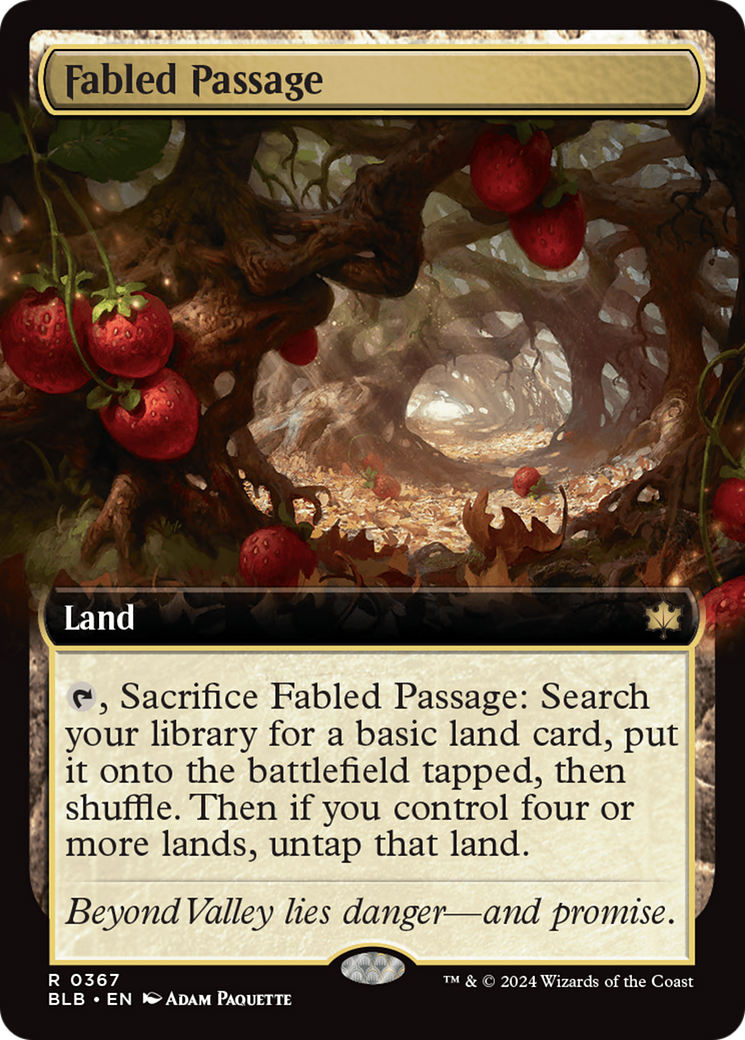 Fabled Passage
Land
, Sacrifice Fabled Passage: Search
your library for a basic land card, put
it onto the battlefield tapped, then
shuffle. Then if you control four or
more lands, untap that land.
Beyond Valley lies danger—and promise.
R 0367
BLB • EN Adam Paquette
™ & © 2024 Wizards of the Coast